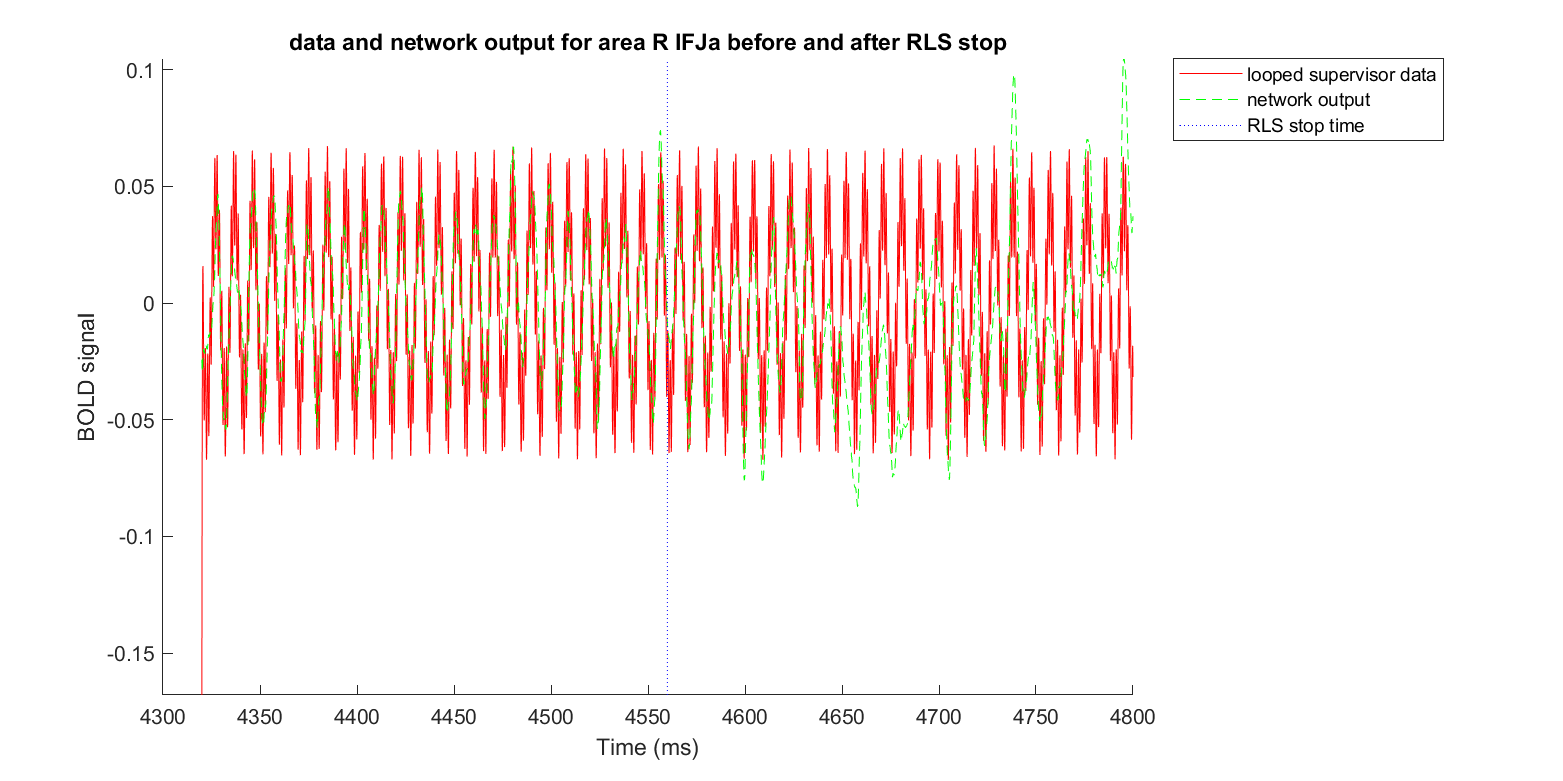 data and network output for area R IFJa before and after RLS stop
looped supervisor data
network output
RLS stop time
0.1
0.05
0
-0.05
-0.1
-0.15
BOLD signal
4300 4350 4400 4450 4500 4550 4600 4650 4700 4750 4800
Time (ms)